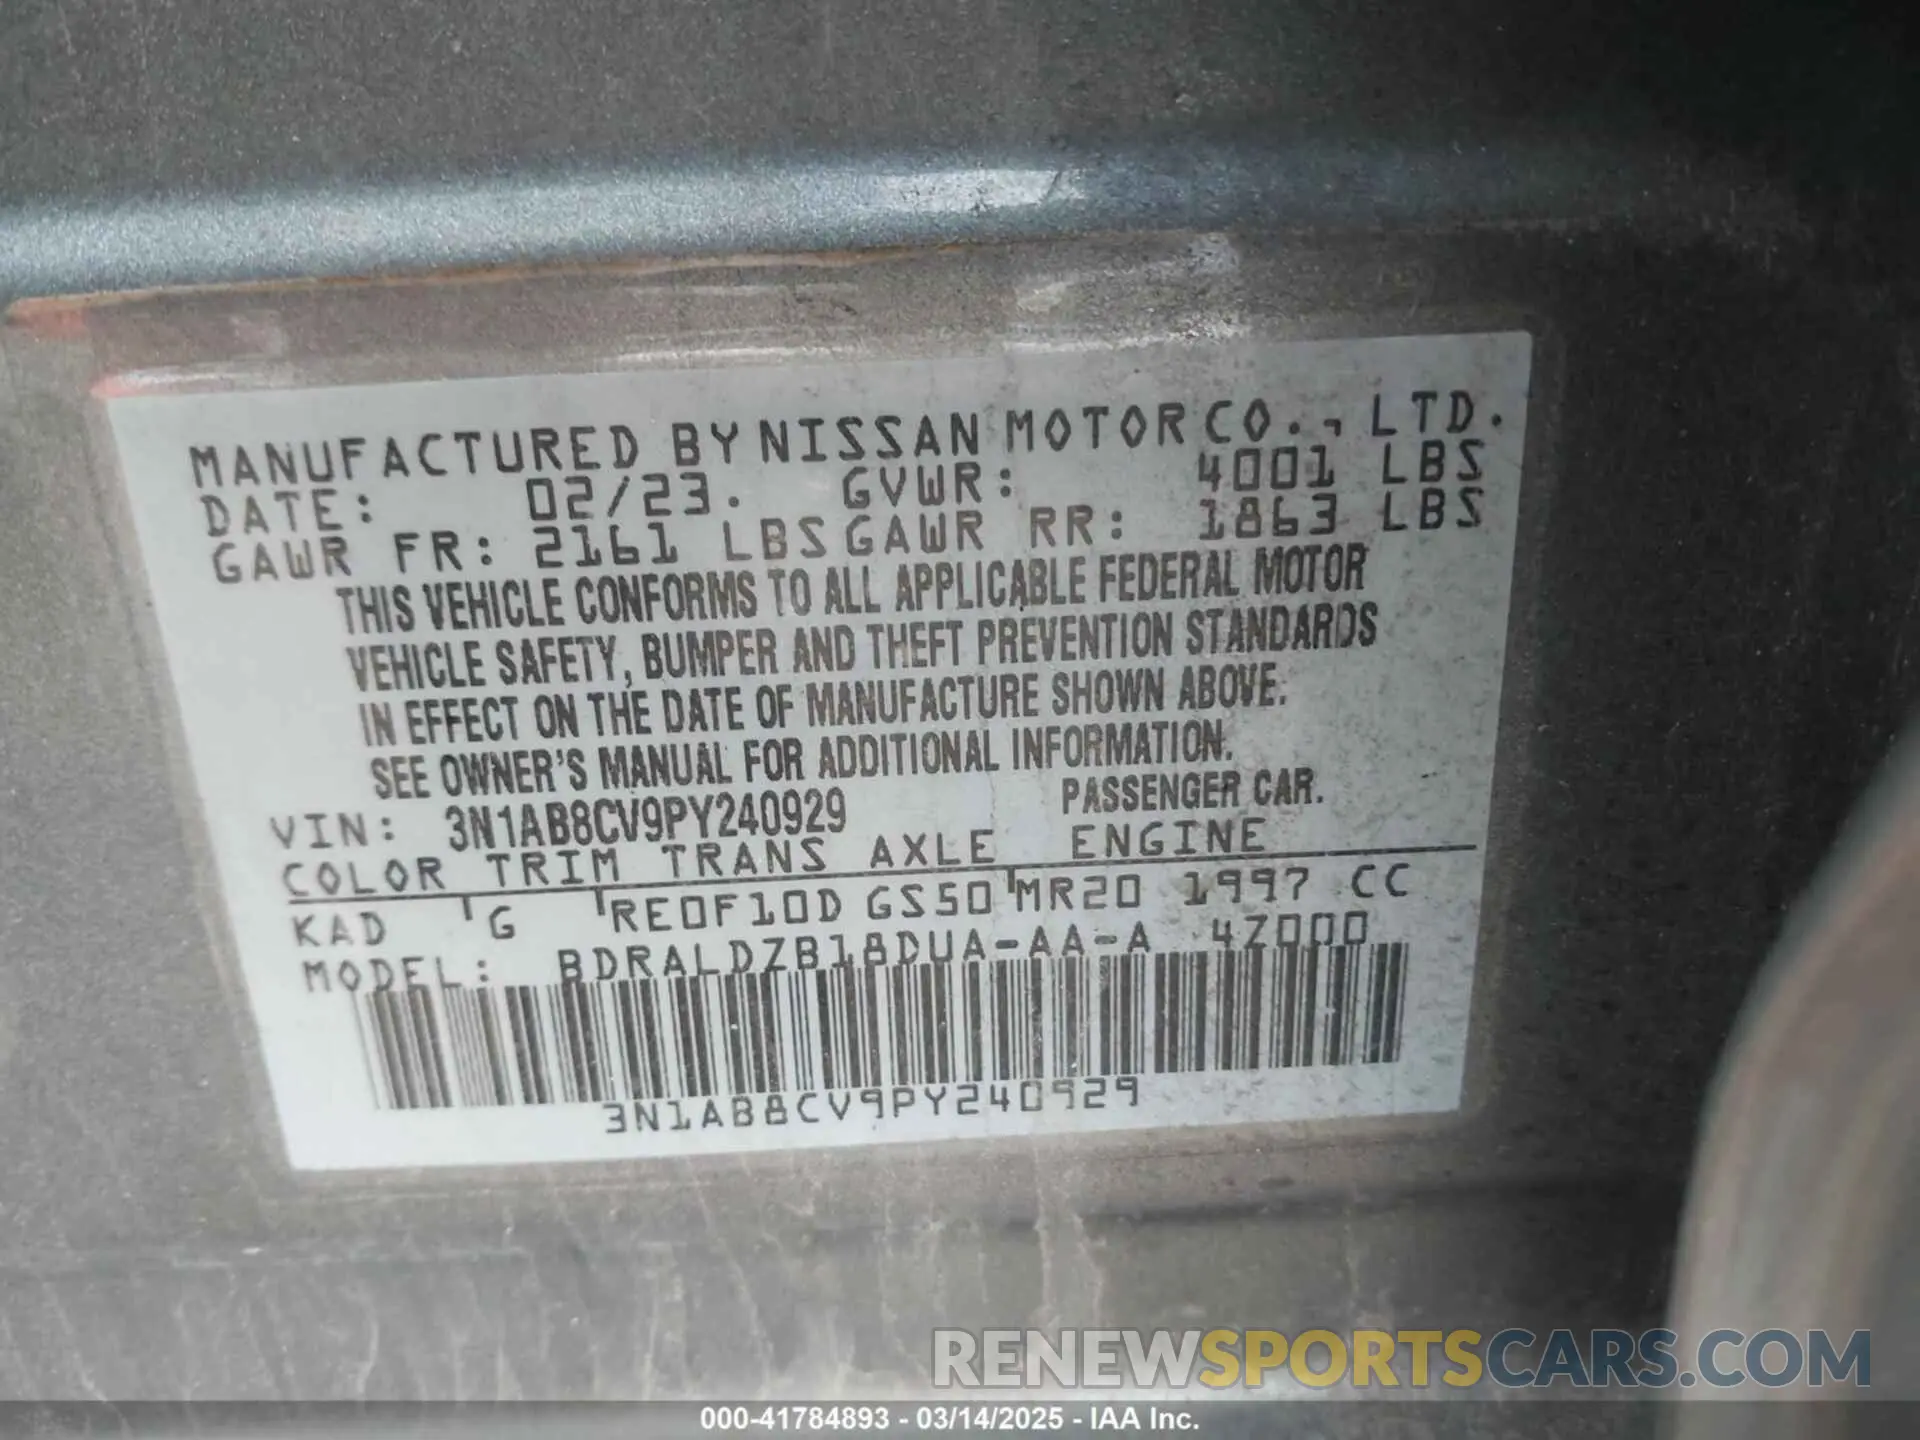 MANUFACTURED BY NISSAN MOTOR CO., LTD.
DATE: 02/23. GVWR: 4001 LBS
GAWR FR: 2161 LBS GAWR RR: 1863 LBS
THIS VEHICLE CONFORMS TO ALL APPLICABLE FEDERAL MOTOR
VEHICLE SAFETY, BUMPER AND THEFT PREVENTION STANDARDS
IN EFFECT ON THE DATE OF MANUFACTURE SHOWN ABOVE.
SEE OWNER'S MANUAL FOR ADDITIONAL INFORMATION.
VIN: 3N1AB8CV9PY240929 PASSENGER CAR.
COLOR TRIM TRANS AXLE ENGINE
KAD G RE0F10D GS50 MR20 1997 CC
MODEL: BDRALDZB18DUA-AA-A 4Z000
3N1AB8CV9PY240929
RENEWSPORTSCARS.COM
000-41784893 - 03/14/2025 - IAA Inc.